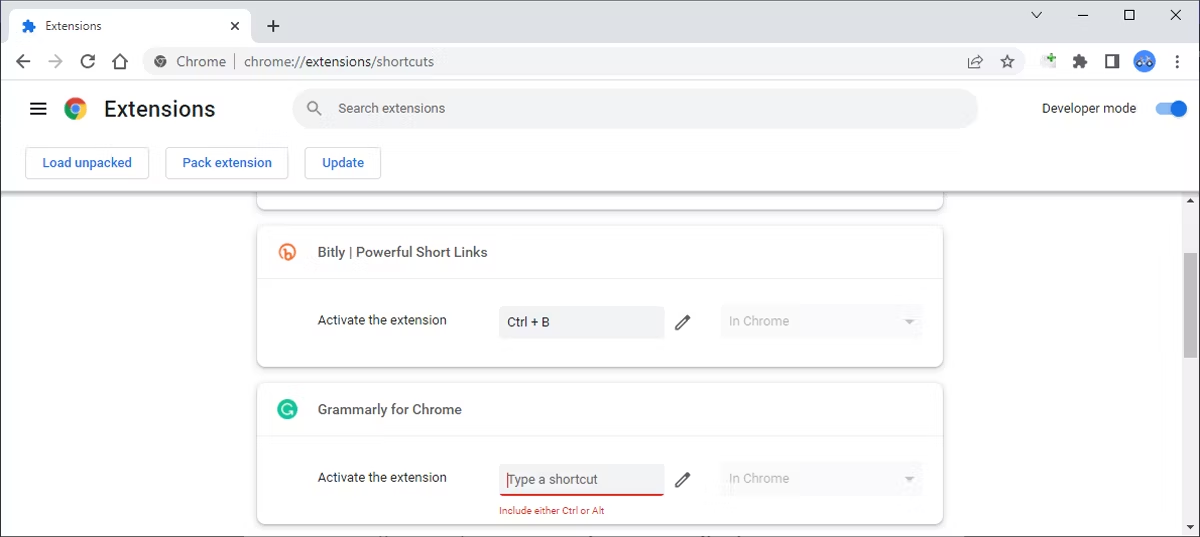 Extensions
Chrome | chrome://extensions/shortcuts
Extensions
Search extensions
Developer mode
Load unpacked
Pack extension
Update
Bitly | Powerful Short Links
Activate the extension
Ctrl + B
In Chrome
Grammarly for Chrome
Activate the extension
Type a shortcut
In Chrome
Include either Ctrl or Alt